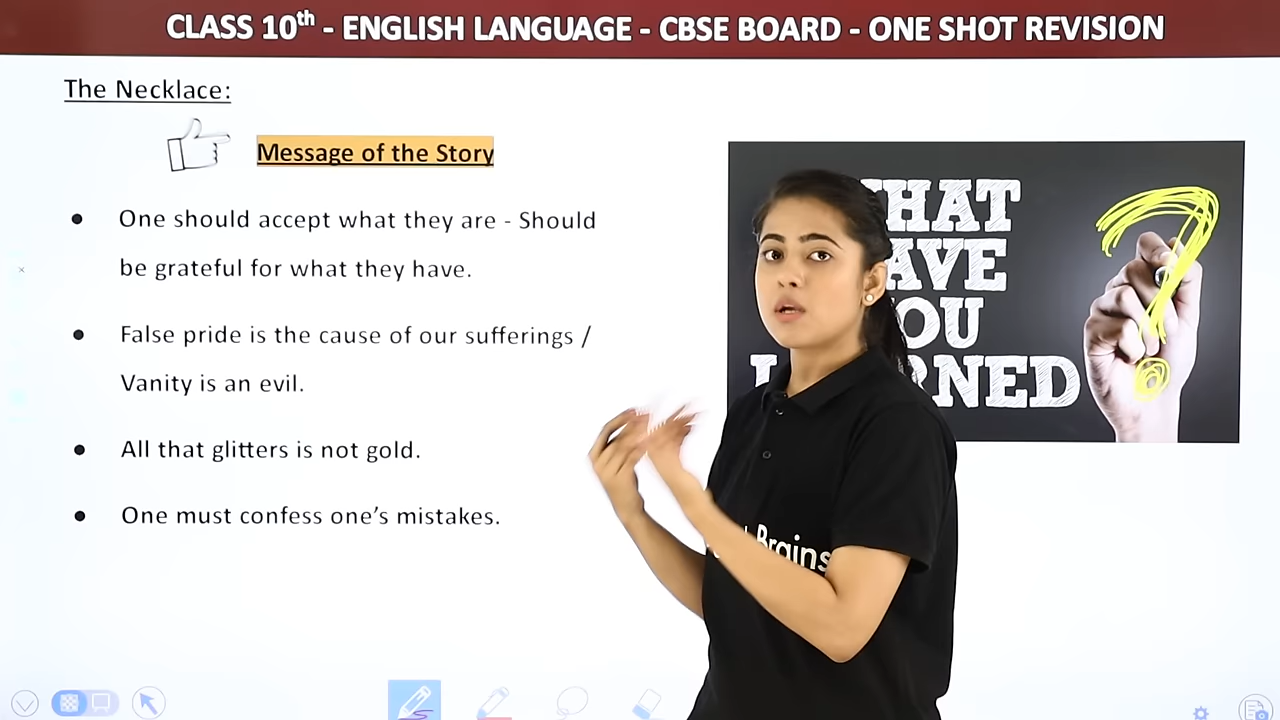 CLASS 10th - ENGLISH LANGUAGE - CBSE BOARD - ONE SHOT REVISION
The Necklace:
Message of the Story
● One should accept what they are - Should
be grateful for what they have.
● False pride is the cause of our sufferings /
Vanity is an evil.
● All that glitters is not gold.
● One must confess one's mistakes.
HAT
AVE
OU
L RNED
Brains